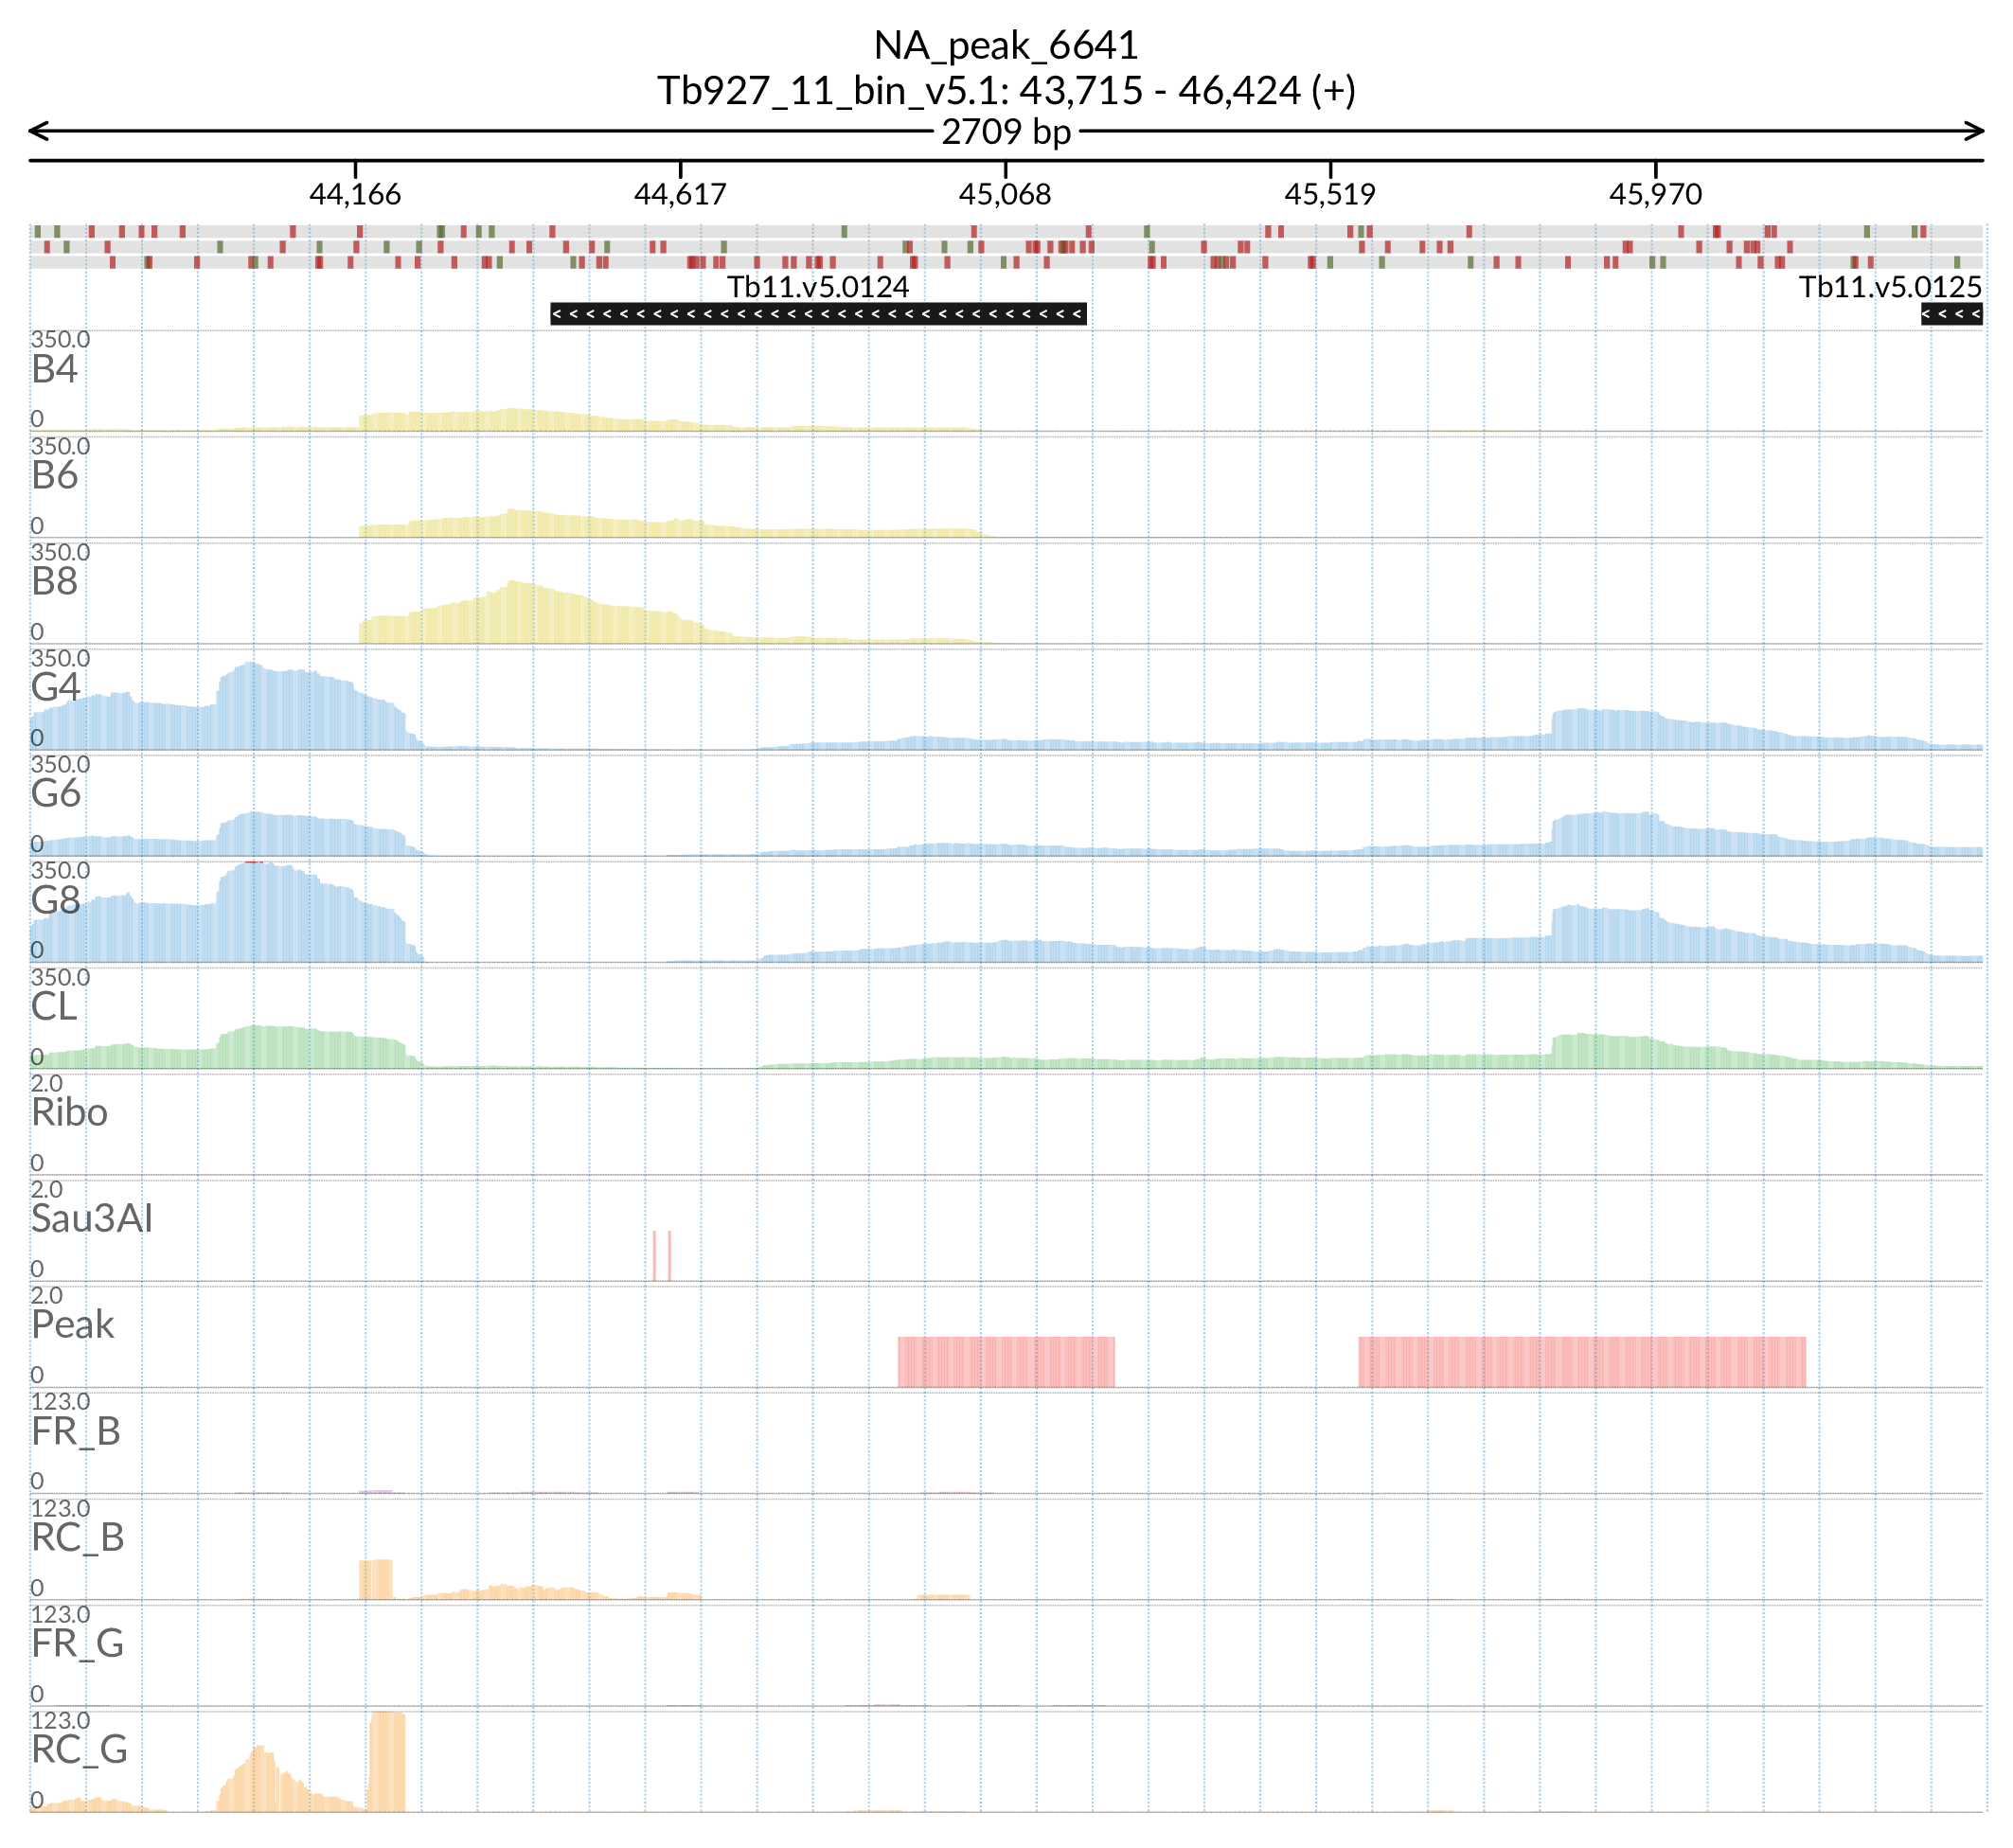 NA_peak_6641
Tb927_11_bin_v5.1: 43,715 - 46,424 (+)
2709 bp
44,166 44,617 45,068 45,519 45,970
Tb11.v5.0124 Tb11.v5.0125
350.0
B4
0
350.0
B6
0
350.0
B8
0
350.0
G4
0
350.0
G6
0
350.0
G8
0
350.0
CL
0
2.0
Ribo
0
2.0
Sau3AI
0
2.0
Peak
0
123.0
FR_B
0
123.0
RC_B
0
123.0
FR_G
0
123.0
RC_G
0